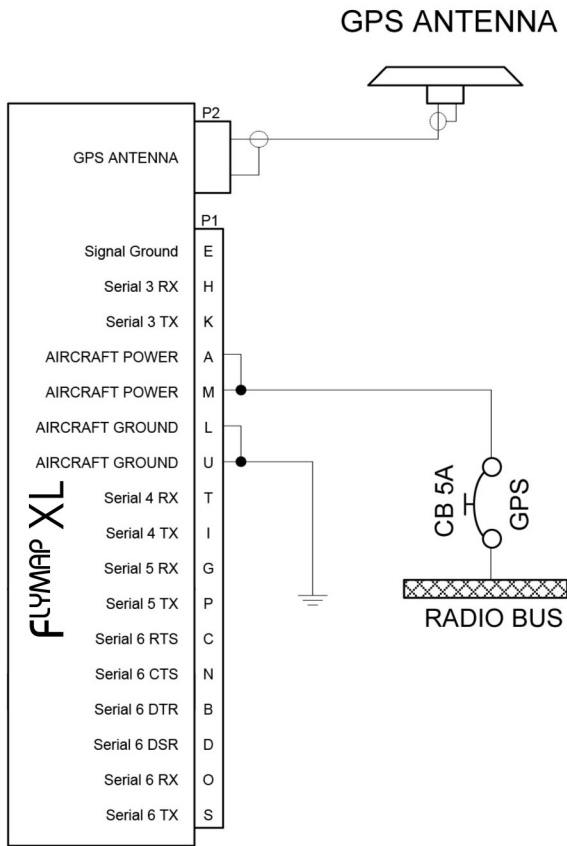 GPS ANTENNA
P2
GPS ANTENNA
P1
Signal Ground E
Serial 3 RX H
Serial 3 TX K
AIRCRAFT POWER A
AIRCRAFT POWER M
AIRCRAFT GROUND L
AIRCRAFT GROUND U
Serial 4 RX T
Serial 4 TX I
Serial 5 RX G
Serial 5 TX P
Serial 6 RTS C
Serial 6 CTS N
Serial 6 DTR B
Serial 6 DSR D
Serial 6 RX O
Serial 6 TX S
FLYMAP XL
CB 5A
GPS
RADIO BUS